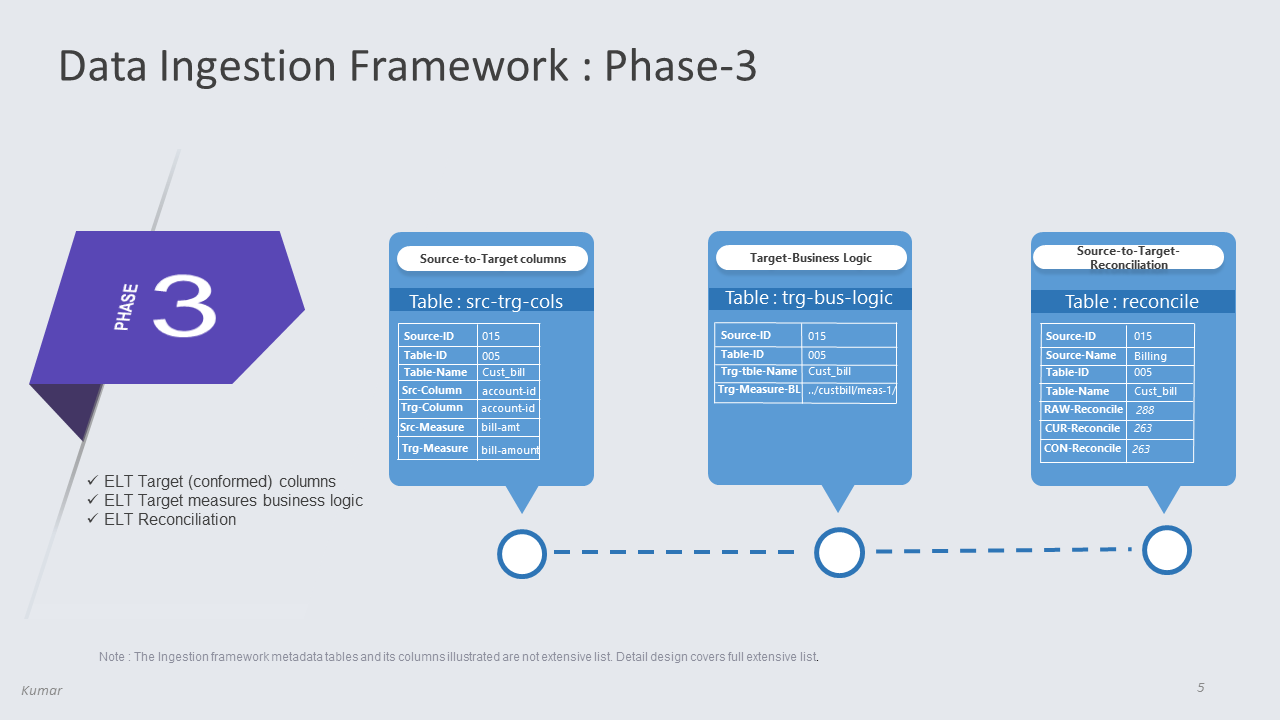 Data Ingestion Framework : Phase-3
PHASE 3
✓ ELT Target (conformed) columns
✓ ELT Target measures business logic
✓ ELT Reconciliation
Source-to-Target columns
Table : src-trg-cols
Source-ID 015
Table-ID 005
Table-Name Cust_bill
Src-Column account-id
Trg-Column account-id
Src-Measure bill-amt
Trg-Measure bill-amount
Target-Business Logic
Table : trg-bus-logic
Source-ID 015
Table-ID 005
Trg-tble-Name Cust_bill
Trg-Measure-BL ../custbill/meas-1/
Source-to-Target-
Reconciliation
Table : reconcile
Source-ID 015
Source-Name Billing
Table-ID 005
Table-Name Cust_bill
RAW-Reconcile 288
CUR-Reconcile 263
CON-Reconcile 263
Note : The Ingestion framework metadata tables and its columns illustrated are not extensive list. Detail design covers full extensive list.
Kumar
5